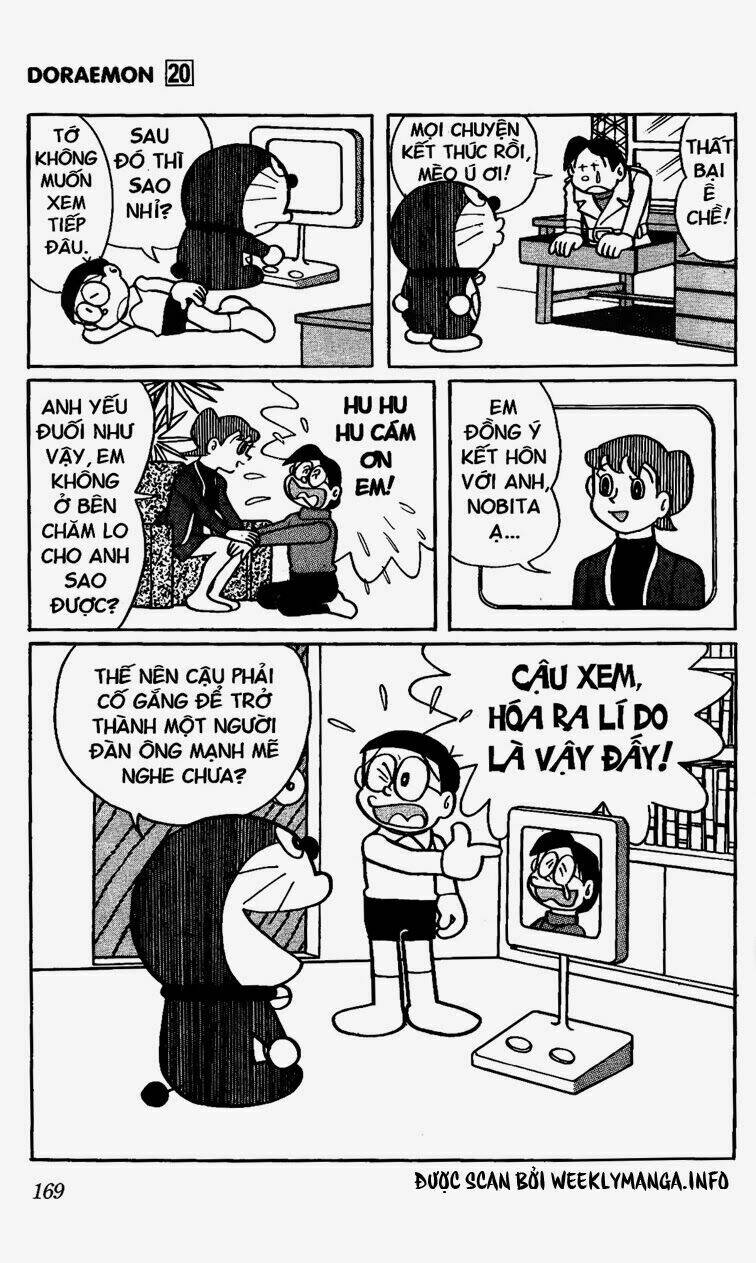 DORAEMON 20
TỚ
KHÔNG
MUỐN
XEM
TIẾP
ĐÂU.
SAU
ĐÓ THÌ
SAO
NHỈ?
MỌI CHUYỆN
KẾT THÚC RỒI,
MÈO Ú ƠI!
THẤT
BẠI
Ê
CHỀ!
ANH YẾU
ĐUỐI NHƯ
VẬY, EM
KHÔNG
Ở BÊN
CHĂM LO
CHO ANH
SAO
ĐƯỢC?
HU HU
HU CẢM
ƠN
EM!
EM
ĐỒNG Ý
KẾT HÔN
VỚI ANH,
NOBITA
Ạ...
THẾ NÊN CẬU PHẢI
CỐ GẮNG ĐỂ TRỞ
THÀNH MỘT NGƯỜI
ĐÀN ÔNG MẠNH MẼ
NGHE CHƯA?
CẬU XEM,
HÓA RA LÍ DO
LÀ VẬY ĐẤY!
169
ĐƯỢC SCAN BỞI WEEKLYMANGA.INFO